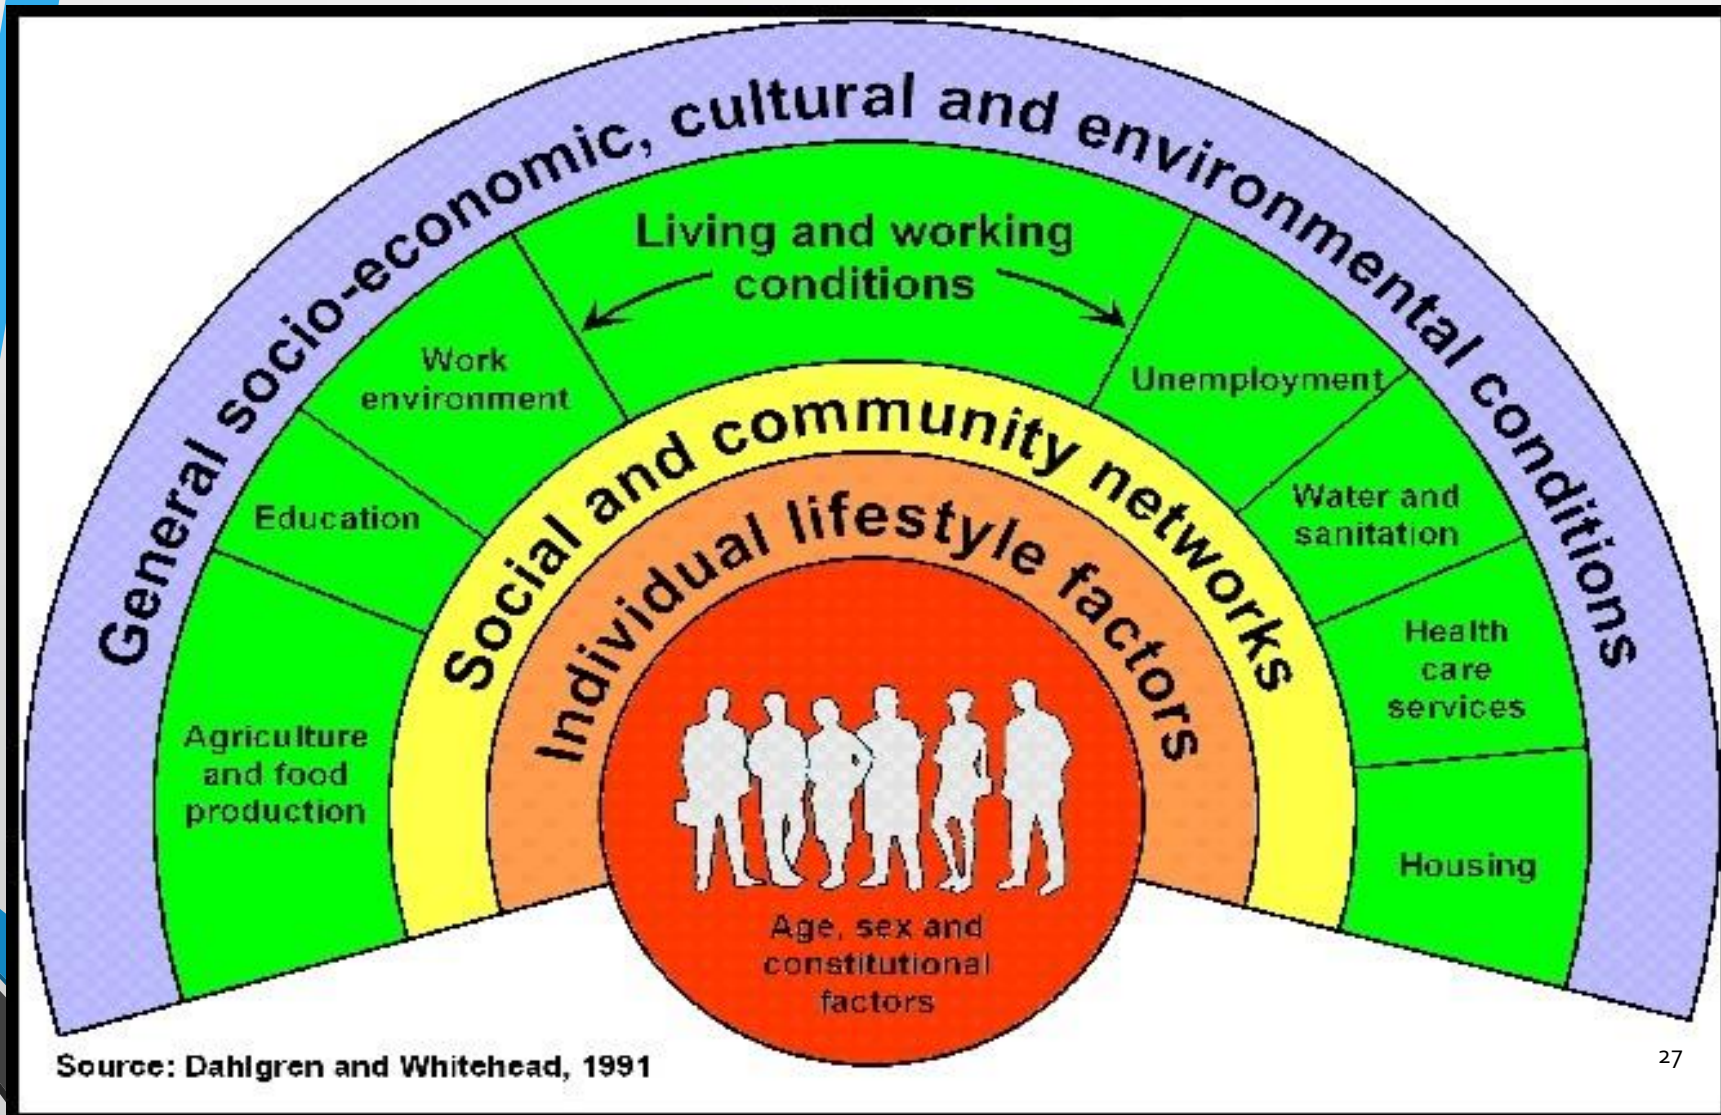 General socio-economic, cultural and environmental conditions
Living and working
conditions
Work
environment
Unemployment
Education
Water and
sanitation
Agriculture
and food
production
Health
care
services
Housing
Social and community networks
Individual lifestyle factors
Age, sex and
constitutional
factors
Source: Dahlgren and Whitehead, 1991
27